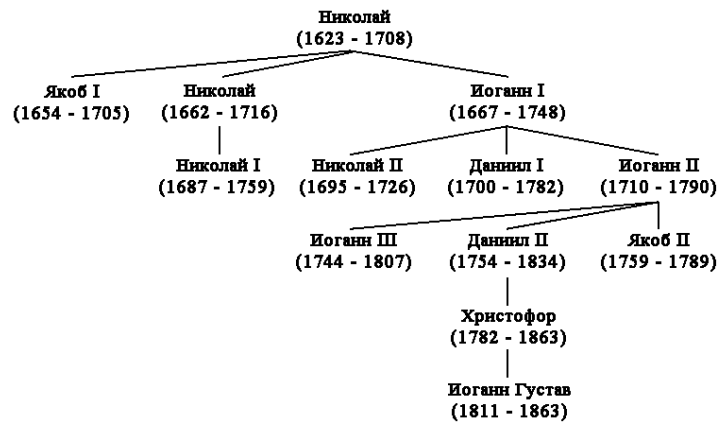 Николай
(1623 - 1708)
Якоб I
(1654 - 1705)
Николай
(1662 - 1716)
Иоганн I
(1667 - 1748)
Николай I
(1687 - 1759)
Николай II
(1695 - 1726)
Даниил I
(1700 - 1782)
Иоганн II
(1710 - 1790)
Иоганн III
(1744 - 1807)
Даниил II
(1754 - 1834)
Якоб II
(1759 - 1789)
Христофор
(1782 - 1863)
Иоганн Густав
(1811 - 1863)